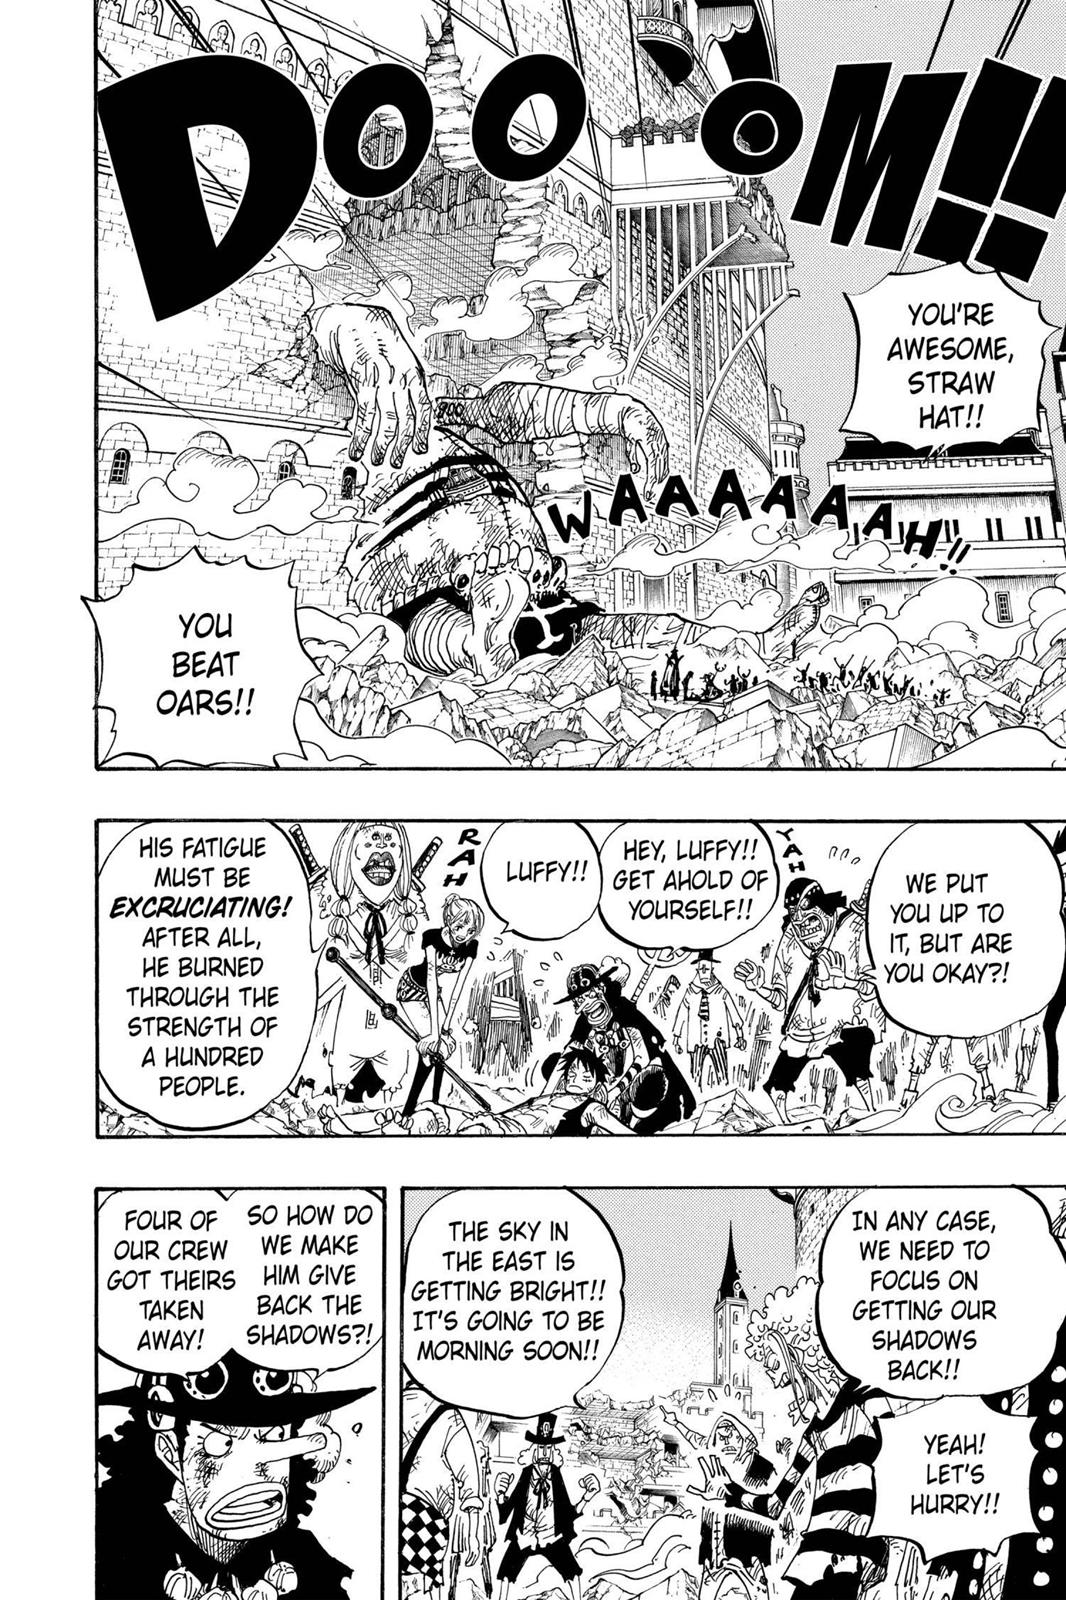 DOOOOM!!
YOU'RE
AWESOME,
STRAW
HAT!!
WAAAAAAH!!
YOU
BEAT
OARS!!
WE PUT
YOU UP TO
IT, BUT ARE
YOU OKAY?!
YAH
HEY, LUFFY!!
GET AHOLD OF
YOURSELF!!
LUFFY!!
RAH
HIS FATIGUE
MUST BE
EXCRUCIATING!
AFTER ALL,
HE BURNED
THROUGH THE
STRENGTH OF
A HUNDRED
PEOPLE.
IN ANY CASE,
WE NEED TO
FOCUS ON
GETTING OUR
SHADOWS
BACK!!
YEAH!
LET'S
HURRY!!
THE SKY IN
THE EAST IS
GETTING BRIGHT!!
IT'S GOING TO BE
MORNING SOON!!
SO HOW DO
WE MAKE
HIM GIVE
BACK THE
SHADOWS?!
FOUR OF
OUR CREW
GOT THEIRS
TAKEN
AWAY!